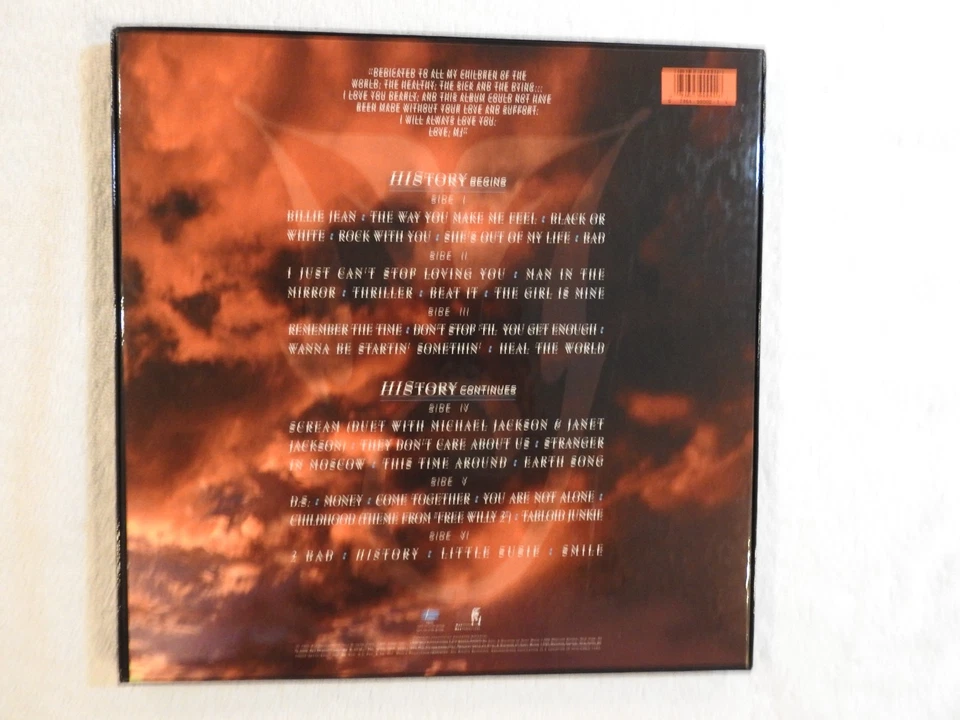 "DEDICATED TO ALL MY CHILDREN OF THE
WORLD; THE HEALTHY; THE SICK AND THE DYING...
I LOVE YOU DEARLY; AND THIS ALBUM COULD NOT HAVE
BEEN MADE WITHOUT YOUR LOVE AND SUPPORT.
I WILL ALWAYS LOVE YOU.
LOVE, MJ"
HISTORY BEGINS
SIDE I
BILLIE JEAN : THE WAY YOU MAKE ME FEEL : BLACK OR
WHITE : ROCK WITH YOU : SHE'S OUT OF MY LIFE : BAD
SIDE II
I JUST CAN'T STOP LOVING YOU : MAN IN THE
MIRROR : THRILLER : BEAT IT : THE GIRL IS MINE
SIDE III
REMEMBER THE TIME : DON'T STOP 'TIL YOU GET ENOUGH :
WANNA BE STARTIN' SOMETHIN' : HEAL THE WORLD
HISTORY CONTINUES
SIDE IV
SCREAM (DUET WITH MICHAEL JACKSON & JANET
JACKSON) : THEY DON'T CARE ABOUT US : STRANGER
IN MOSCOW : THIS TIME AROUND : EARTH SONG
SIDE V
D.S. : MONEY : COME TOGETHER : YOU ARE NOT ALONE :
CHILDHOOD (THEME FROM "FREE WILLY 2") : TABLOID JUNKIE
SIDE VI
2 BAD : HISTORY : LITTLE SUSIE : SMILE